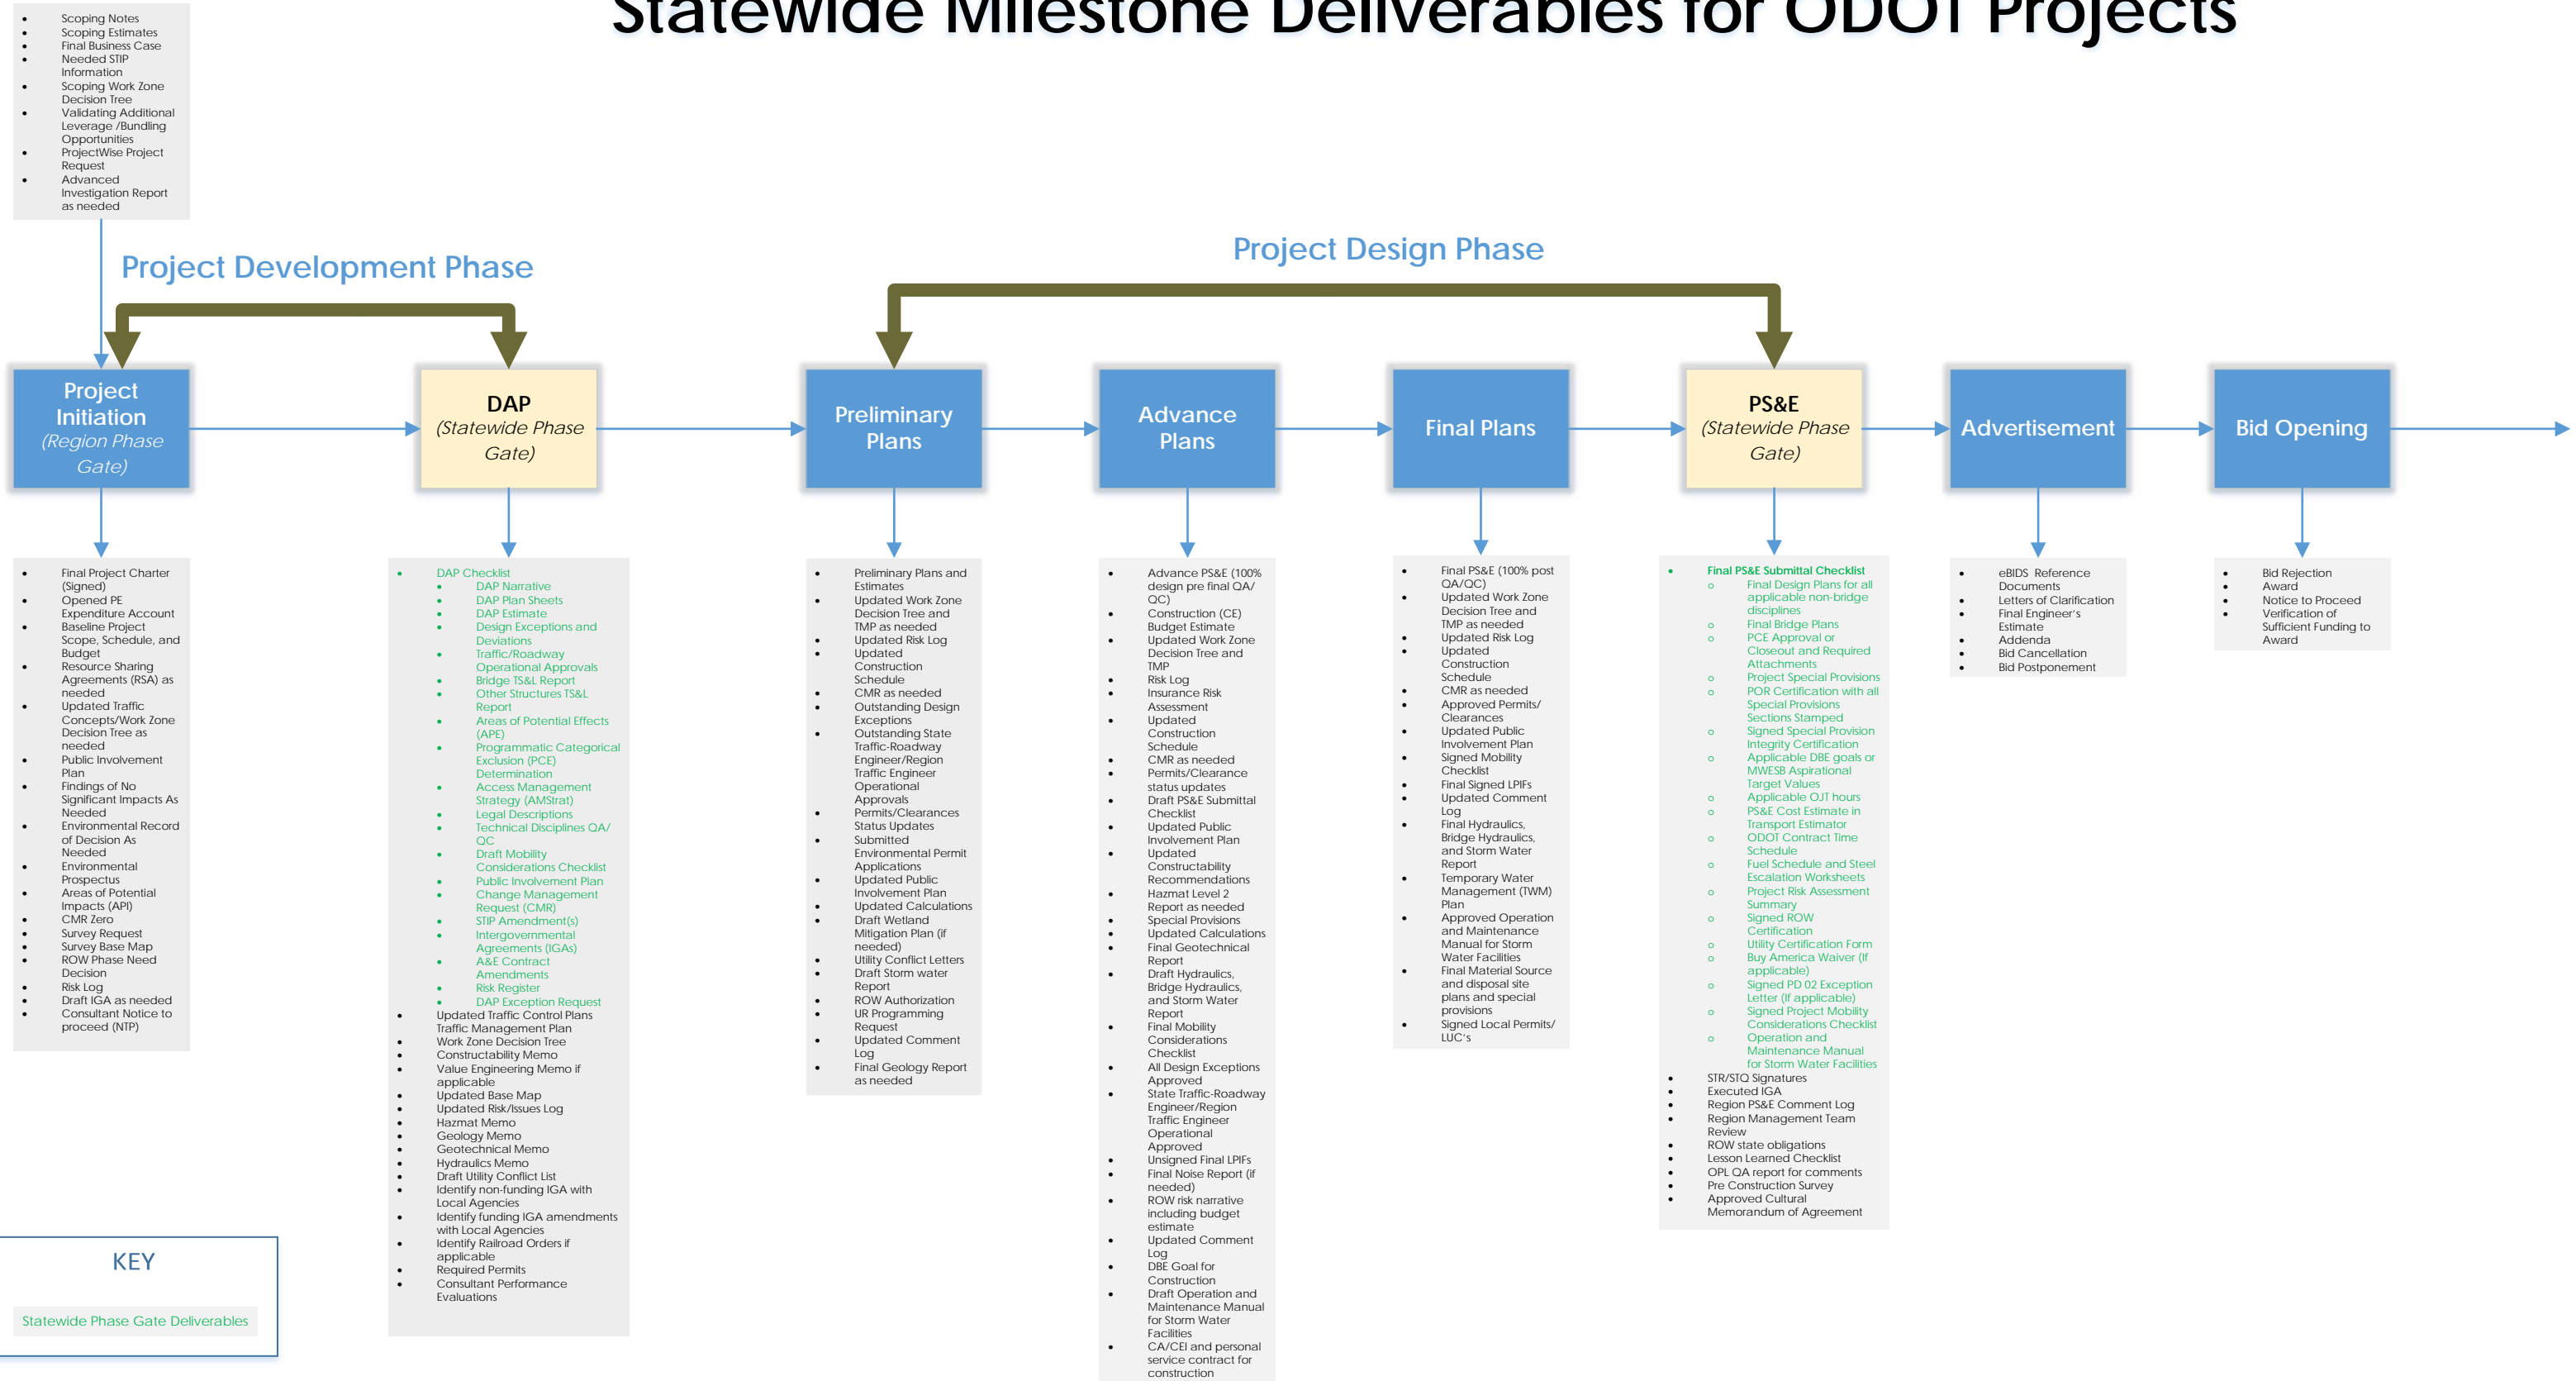 Statewide Milestone Deliverables for ODOT Projects
• Scoping Notes
• Scoping Estimates
• Final Business Case
• Needed STIP
Information
• Scoping Work Zone
Decision Tree
• Validating Additional
Leverage /Bundling
Opportunities
• ProjectWise Project
Request
• Advanced
Investigation Report
as needed
Project Development Phase
Project Design Phase
Project
Initiation
(Region Phase
Gate)
DAP
(Statewide Phase
Gate)
Preliminary
Plans
Advance
Plans
Final Plans
PS&E
(Statewide Phase
Gate)
Advertisement
Bid Opening
• Final Project Charter
(Signed)
• Opened PE
Expenditure Account
• Baseline Project
Scope, Schedule, and
Budget
• Resource Sharing
Agreements (RSA) as
needed
• Updated Traffic
Concepts/Work Zone
Decision Tree as
needed
• Public Involvement
Plan
• Findings of No
Significant Impacts As
Needed
• Environmental Record
of Decision As
Needed
• Environmental
Prospectus
• Areas of Potential
Impacts (API)
• CMR Zero
• Survey Request
• Survey Base Map
• ROW Phase Need
Decision
• Risk Log
• Draft IGA as needed
• Consultant Notice to
proceed (NTP)
• DAP Checklist
• DAP Narrative
• DAP Plan Sheets
• DAP Estimate
• Design Exceptions and
Deviations
• Traffic/Roadway
Operational Approvals
• Bridge TS&L Report
• Other Structures TS&L
Report
• Areas of Potential Effects
(APE)
• Programmatic Categorical
Exclusion (PCE)
Determination
• Access Management
Strategy (AMStrat)
• Legal Descriptions
• Technical Disciplines QA/
QC
• Draft Mobility
Considerations Checklist
• Public Involvement Plan
• Change Management
Request (CMR)
• STIP Amendment(s)
• Intergovernmental
Agreements (IGAs)
• A&E Contract
Amendments
• Risk Register
• DAP Exception Request
• Updated Traffic Control Plans
Traffic Management Plan
• Work Zone Decision Tree
• Constructability Memo
• Value Engineering Memo if
applicable
• Updated Base Map
• Updated Risk/Issues Log
• Hazmat Memo
• Geology Memo
• Geotechnical Memo
• Hydraulics Memo
• Draft Utility Conflict List
• Identify non-funding IGA with
Local Agencies
• Identify funding IGA amendments
with Local Agencies
• Identify Railroad Orders if
applicable
• Required Permits
• Consultant Performance
Evaluations
• Preliminary Plans and
Estimates
• Updated Work Zone
Decision Tree and
TMP as needed
• Updated Risk Log
• Updated
Construction
Schedule
• CMR as needed
• Outstanding Design
Exceptions
• Outstanding State
Traffic-Roadway
Engineer/Region
Traffic Engineer
Operational
Approvals
• Permits/Clearances
Status Updates
• Submitted
Environmental Permit
Applications
• Updated Public
Involvement Plan
• Updated Calculations
• Draft Wetland
Mitigation Plan (if
needed)
• Utility Conflict Letters
• Draft Storm water
Report
• ROW Authorization
• UR Programming
Request
• Updated Comment
Log
• Final Geology Report
as needed
• Advance PS&E (100%
design pre final QA/
QC)
• Construction (CE)
Budget Estimate
• Updated Work Zone
Decision Tree and
TMP
• Risk Log
• Insurance Risk
Assessment
• Updated
Construction
Schedule
• CMR as needed
• Permits/Clearance
status updates
• Draft PS&E Submittal
Checklist
• Updated Public
Involvement Plan
• Updated
Constructability
Recommendations
• Hazmat Level 2
Report as needed
• Special Provisions
• Updated Calculations
• Final Geotechnical
Report
• Draft Hydraulics,
Bridge Hydraulics,
and Storm Water
Report
• Final Mobility
Considerations
Checklist
• All Design Exceptions
Approved
• State Traffic-Roadway
Engineer/Region
Traffic Engineer
Operational
Approved
• Unsigned Final LPIFs
• Final Noise Report (if
needed)
• ROW risk narrative
including budget
estimate
• Updated Comment
Log
• DBE Goal for
Construction
• Draft Operation and
Maintenance Manual
for Storm Water
Facilities
• CA/CEI and personal
service contract for
construction
• Final PS&E (100% post
QA/QC)
• Updated Work Zone
Decision Tree and
TMP as needed
• Updated Risk Log
• Updated
Construction
Schedule
• CMR as needed
• Approved Permits/
Clearances
• Updated Public
Involvement Plan
• Signed Mobility
Checklist
• Final Signed LPIFs
• Updated Comment
Log
• Final Hydraulics,
Bridge Hydraulics,
and Storm Water
Report
• Temporary Water
Management (TWM)
Plan
• Approved Operation
and Maintenance
Manual for Storm
Water Facilities
• Final Material Source
and disposal site
plans and special
provisions
• Signed Local Permits/
LUC's
• Final PS&E Submittal Checklist
o Final Design Plans for all
applicable non-bridge
disciplines
o Final Bridge Plans
o PCE Approval or
Closeout and Required
Attachments
o Project Special Provisions
o POR Certification with all
Special Provisions
Sections Stamped
o Signed Special Provision
Integrity Certification
o Applicable DBE goals or
MWESB Aspirational
Target Values
o Applicable OJT hours
o PS&E Cost Estimate in
Transport Estimator
o ODOT Contract Time
Schedule
o Fuel Schedule and Steel
Escalation Worksheets
o Project Risk Assessment
Summary
o Signed ROW
Certification
o Utility Certification Form
o Buy America Waiver (If
applicable)
o Signed PD 02 Exception
Letter (If applicable)
o Signed Project Mobility
Considerations Checklist
o Operation and
Maintenance Manual
for Storm Water Facilities
• STR/STQ Signatures
• Executed IGA
• Region PS&E Comment Log
• Region Management Team
Review
• ROW state obligations
• Lesson Learned Checklist
• OPL QA report for comments
• Pre Construction Survey
• Approved Cultural
Memorandum of Agreement
• eBIDS Reference
Documents
• Letters of Clarification
• Final Engineer's
Estimate
• Addenda
• Bid Cancellation
• Bid Postponement
• Bid Rejection
• Award
• Notice to Proceed
• Verification of
Sufficient Funding to
Award
KEY
Statewide Phase Gate Deliverables